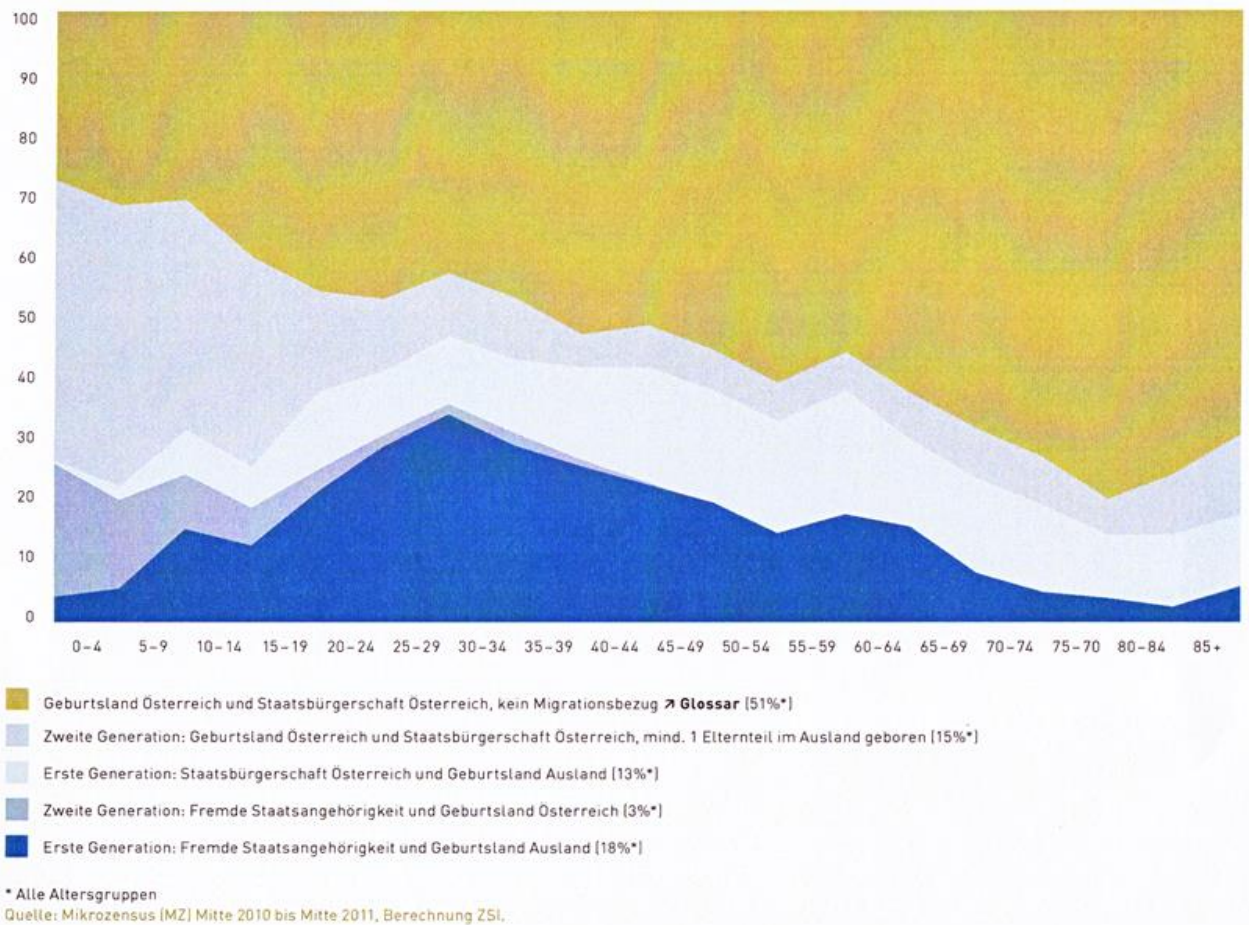 100
90
80
70
60
50
40
30
20
10
0
0–4 5–9 10–14 15–19 20–24 25–29 30–34 35–39 40–44 45–49 50–54 55–59 60–64 65–69 70–74 75–70 80–84 85+
Geburtsland Österreich und Staatsbürgerschaft Österreich, kein Migrationsbezug ↗ Glossar (51%*)
Zweite Generation: Geburtsland Österreich und Staatsbürgerschaft Österreich, mind. 1 Elternteil im Ausland geboren (15%*)
Erste Generation: Staatsbürgerschaft Österreich und Geburtsland Ausland (13%*)
Zweite Generation: Fremde Staatsangehörigkeit und Geburtsland Österreich (3%*)
Erste Generation: Fremde Staatsangehörigkeit und Geburtsland Ausland (18%*)
* Alle Altersgruppen
Quelle: Mikrozensus (MZ) Mitte 2010 bis Mitte 2011, Berechnung ZSI.